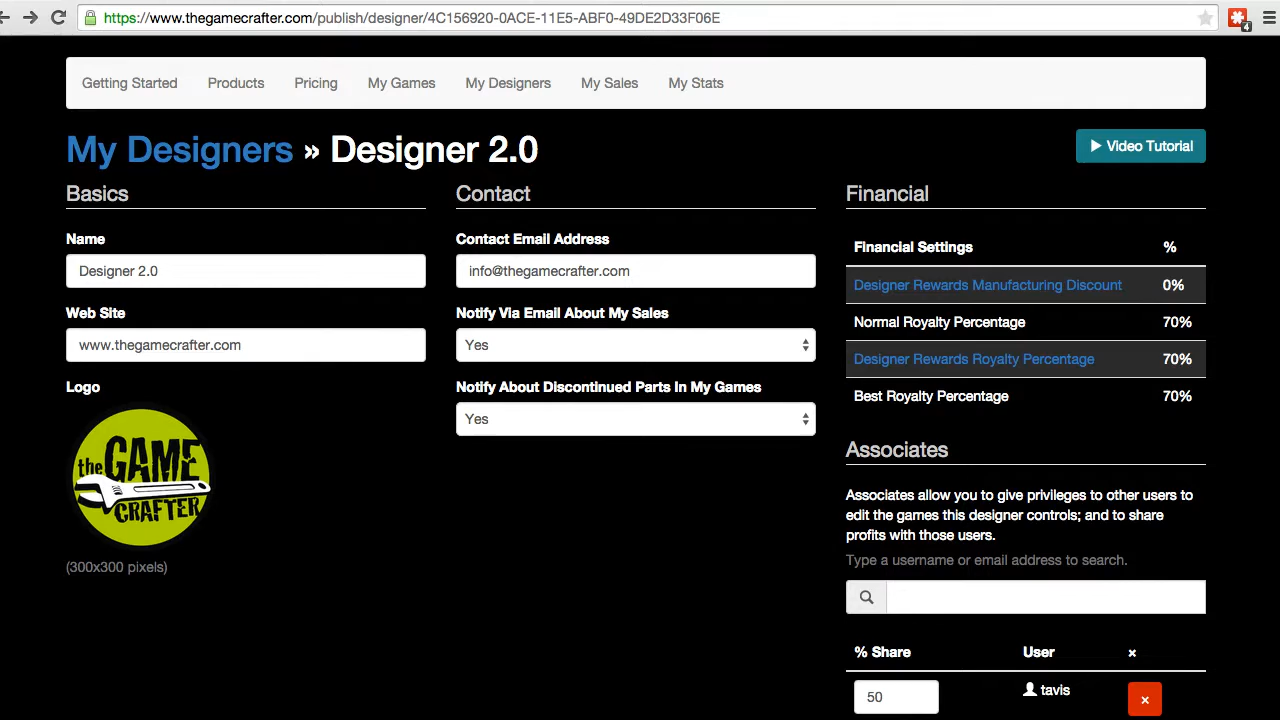 https://www.thegamecrafter.com/publish/designer/4C156920-0ACE-11E5-ABF0-49DE2D33F06E
4
Getting Started Products Pricing My Games My Designers My Sales My Stats
My Designers » Designer 2.0
Video Tutorial
Basics
Name
Designer 2.0
Web Site
www.thegamecrafter.com
Logo
the GAME
CRAFTER
(300x300 pixels)
Contact
Contact Email Address
info@thegamecrafter.com
Notify Via Email About My Sales
Yes
Notify About Discontinued Parts In My Games
Yes
Financial
Financial Settings %
Designer Rewards Manufacturing Discount 0%
Normal Royalty Percentage 70%
Designer Rewards Royalty Percentage 70%
Best Royalty Percentage 70%
Associates
Associates allow you to give privileges to other users to
edit the games this designer controls; and to share
profits with those users.
Type a username or email address to search.
% Share User ×
50 tavis ×